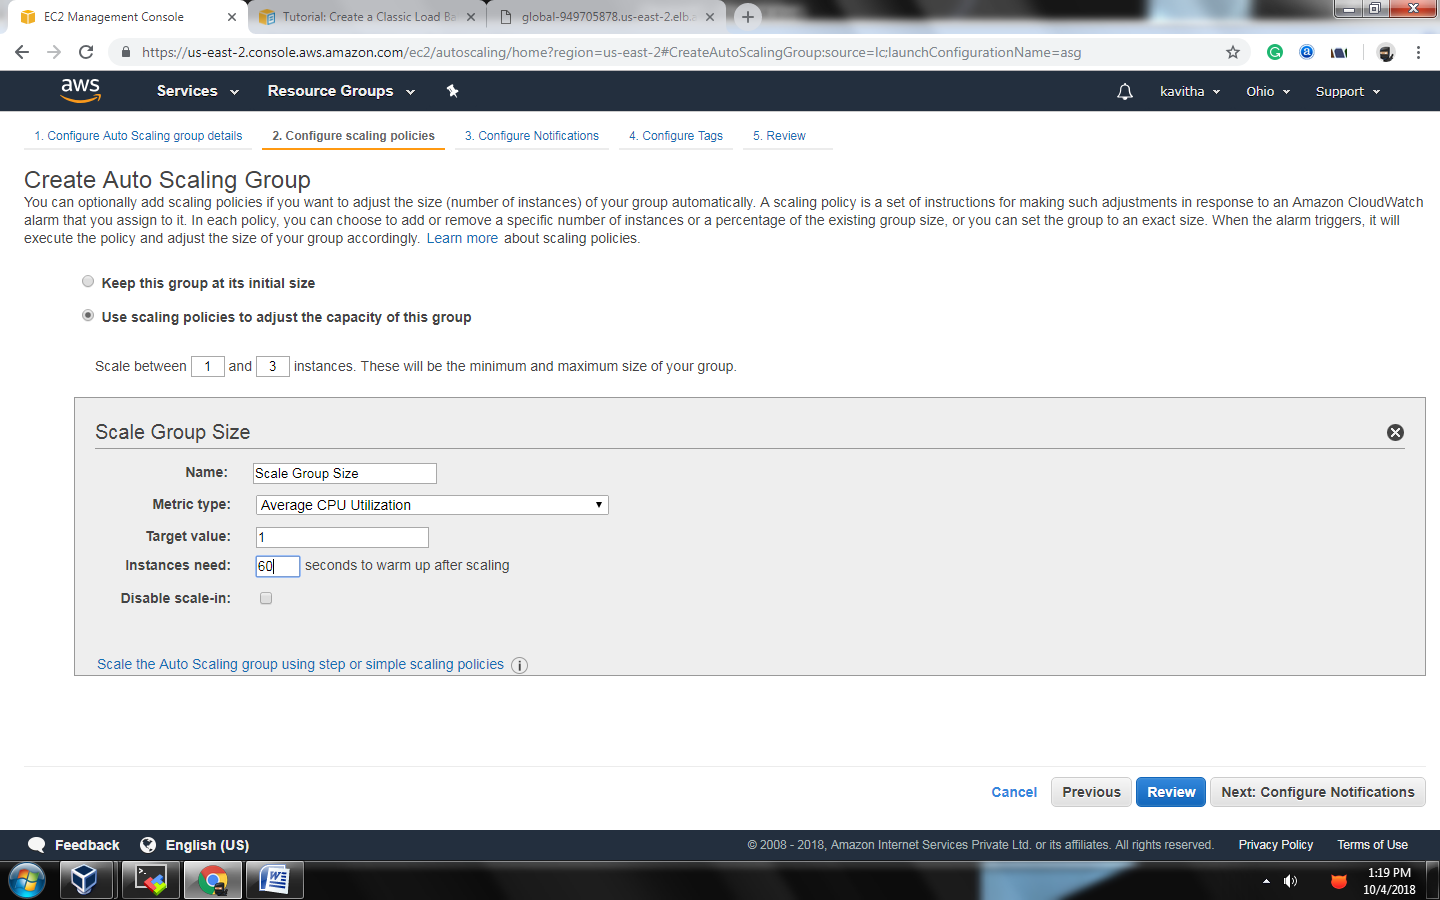 EC2 Management Console
Tutorial: Create a Classic Load Ba
global-949705878.us-east-2.elb.a
https://us-east-2.console.aws.amazon.com/ec2/autoscaling/home?region=us-east-2#CreateAutoScalingGroup:source=lc;launchConfigurationName=asg
aws
Services
Resource Groups
kavitha
Ohio
Support
1. Configure Auto Scaling group details
2. Configure scaling policies
3. Configure Notifications
4. Configure Tags
5. Review
Create Auto Scaling Group
You can optionally add scaling policies if you want to adjust the size (number of instances) of your group automatically. A scaling policy is a set of instructions for making such adjustments in response to an Amazon CloudWatch
alarm that you assign to it. In each policy, you can choose to add or remove a specific number of instances or a percentage of the existing group size, or you can set the group to an exact size. When the alarm triggers, it will
execute the policy and adjust the size of your group accordingly. Learn more about scaling policies.
Keep this group at its initial size
Use scaling policies to adjust the capacity of this group
Scale between 1 and 3 instances. These will be the minimum and maximum size of your group.
Scale Group Size
Name: Scale Group Size
Metric type: Average CPU Utilization
Target value: 1
Instances need: 60 seconds to warm up after scaling
Disable scale-in:
Scale the Auto Scaling group using step or simple scaling policies i
Cancel
Previous
Review
Next: Configure Notifications
Feedback
English (US)
© 2008 - 2018, Amazon Internet Services Private Ltd. or its affiliates. All rights reserved.
Privacy Policy
Terms of Use
1:19 PM
10/4/2018